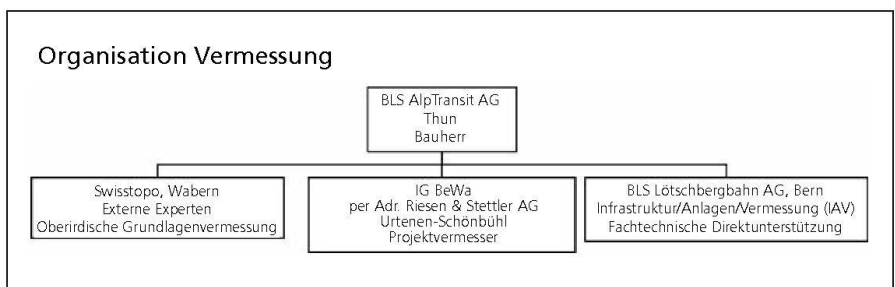 Organisation Vermessung
BLS AlpTransit AG
Thun
Bauherr
Swisstopo, Wabern
Externe Experten
Oberirdische Grundlagenvermessung
IG BeWa
per Adr. Riesen & Stettler AG
Urtenen-Schönbühl
Projektvermesser
BLS Lötschbergbahn AG, Bern
Infrastruktur/Anlagen/Vermessung (IAV)
Fachtechnische Direktunterstützung